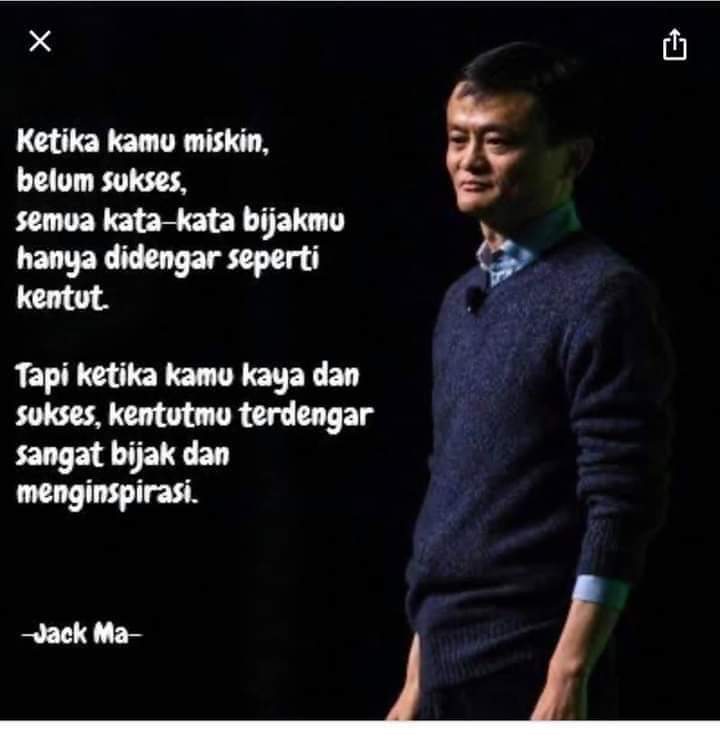 Ketika kamu miskin,
belum sukses,
semua kata-kata bijakmu
hanya didengar seperti
kentut.
Tapi ketika kamu kaya dan
sukses, kentutmu terdengar
sangat bijak dan
menginspirasi.
-Jack Ma-